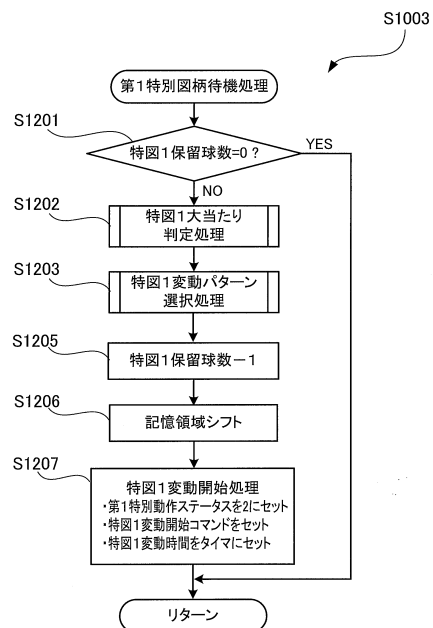 S1003
第1特別図柄待機処理
S1201
特図1保留球数=0？
YES
NO
S1202
特図1大当たり
判定処理
S1203
特図1変動パターン
選択処理
S1205
特図1保留球数－1
S1206
記憶領域シフト
S1207
特図1変動開始処理
・第1特別動作ステータスを2にセット
・特図1変動開始コマンドをセット
・特図1変動時間をタイマにセット
リターン